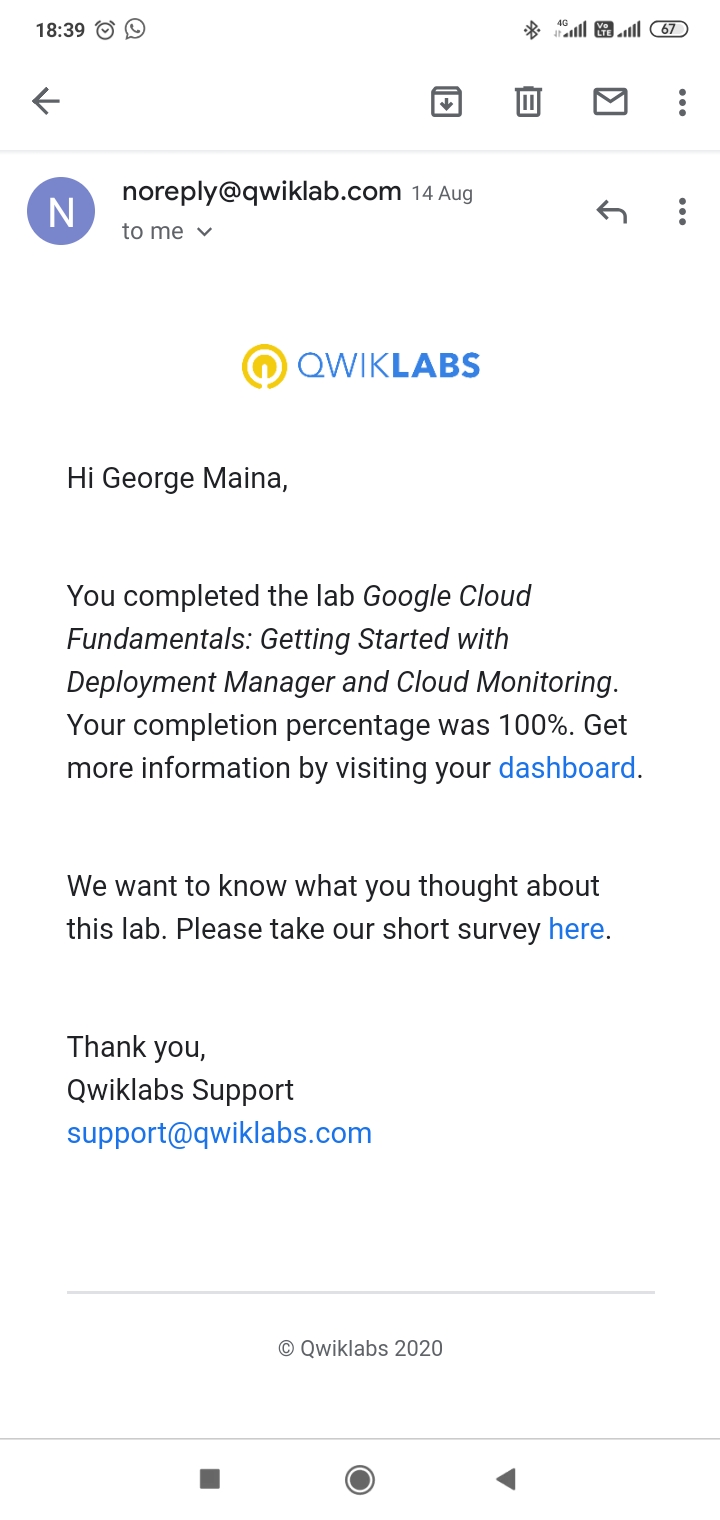 18:39 4G Vo LTE 67
N
noreply@qwiklab.com 14 Aug
to me
QWIKLABS
Hi George Maina,
You completed the lab Google Cloud
Fundamentals: Getting Started with
Deployment Manager and Cloud Monitoring.
Your completion percentage was 100%. Get
more information by visiting your dashboard.
We want to know what you thought about
this lab. Please take our short survey here.
Thank you,
Qwiklabs Support
support@qwiklabs.com
© Qwiklabs 2020